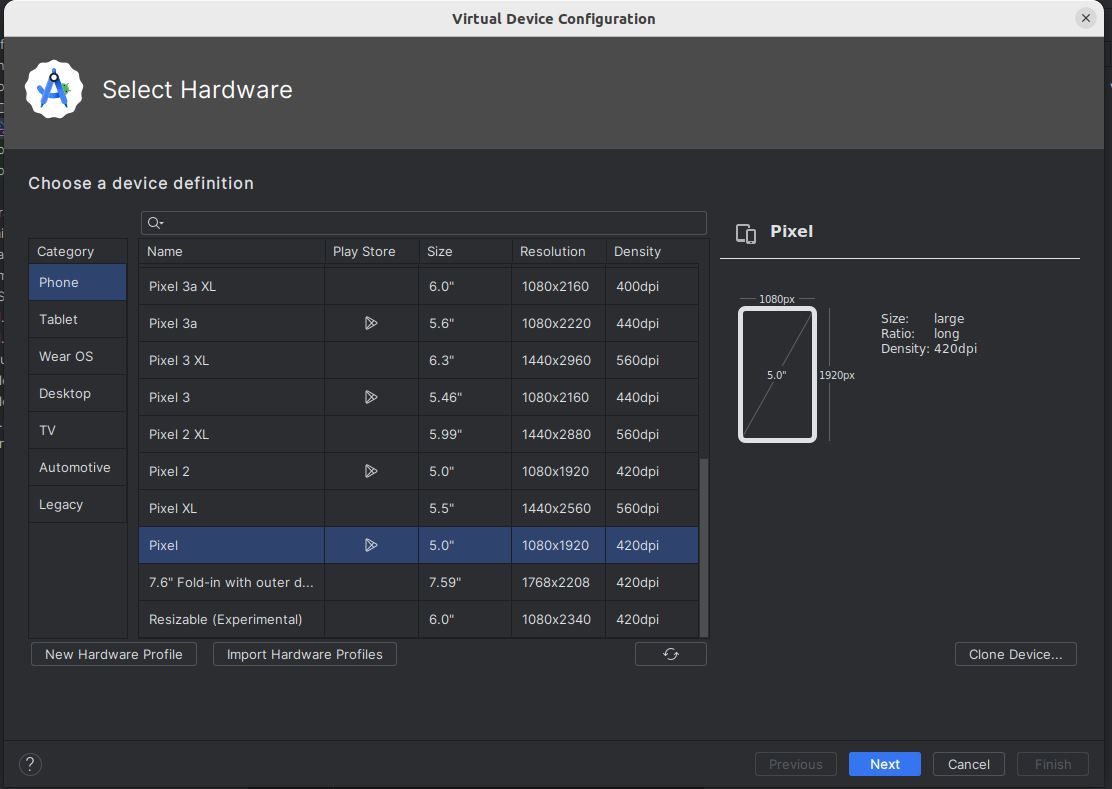 Virtual Device Configuration
Select Hardware
Choose a device definition
Category
Phone
Tablet
Wear OS
Desktop
TV
Automotive
Legacy
Name Play Store Size Resolution Density
Pixel 3a XL 6.0" 1080x2160 400dpi
Pixel 3a 5.6" 1080x2220 440dpi
Pixel 3 XL 6.3" 1440x2960 560dpi
Pixel 3 5.46" 1080x2160 440dpi
Pixel 2 XL 5.99" 1440x2880 560dpi
Pixel 2 5.0" 1080x1920 420dpi
Pixel XL 5.5" 1440x2560 560dpi
Pixel 5.0" 1080x1920 420dpi
7.6" Fold-in with outer d... 7.59" 1768x2208 420dpi
Resizable (Experimental) 6.0" 1080x2340 420dpi
Pixel
1080px
5.0"
1920px
Size: large
Ratio: long
Density: 420dpi
New Hardware Profile
Import Hardware Profiles
Clone Device...
?
Previous
Next
Cancel
Finish